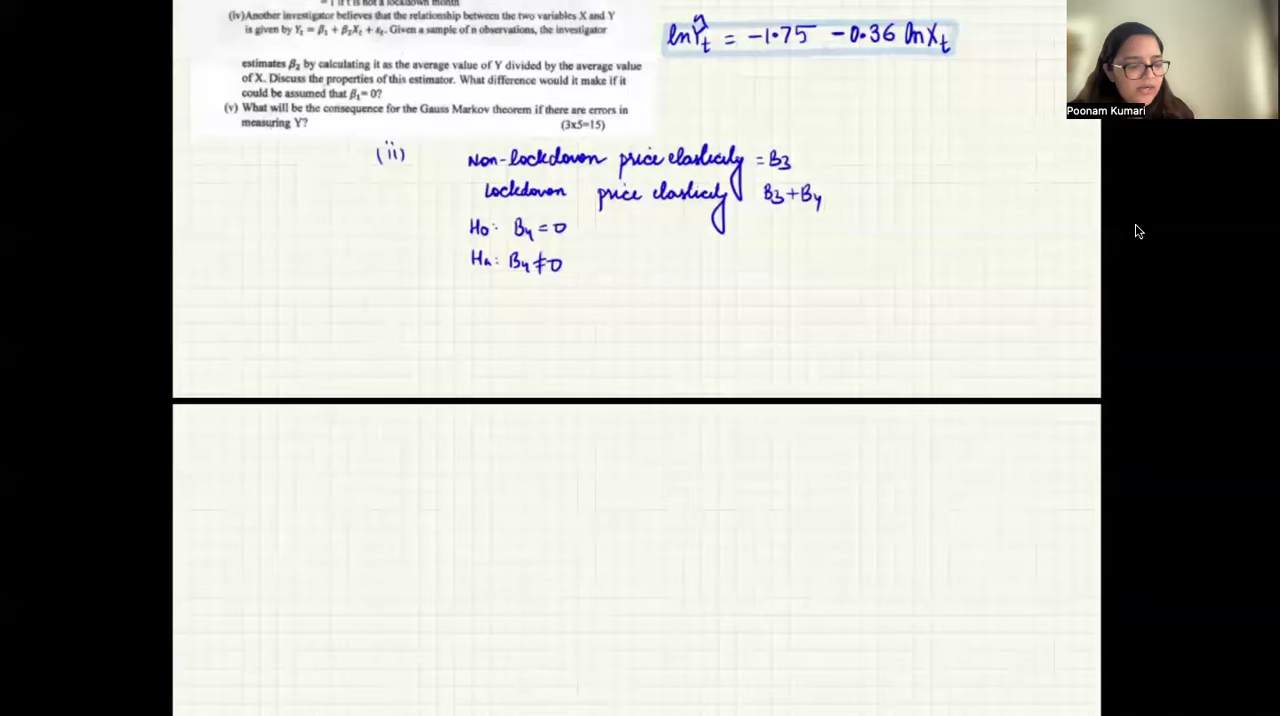 = 1 if t is not a lockdown month
(iv)Another investigator believes that the relationship between the two variables X and Y
is given by Yₜ = β₁ + β₂Xₜ + εₜ. Given a sample of n observations, the investigator
estimates β₂ by calculating it as the average value of Y divided by the average value
of X. Discuss the properties of this estimator. What difference would it make if it
could be assumed that β₁= 0?
(v) What will be the consequence for the Gauss Markov theorem if there are errors in
measuring Y?
(3x5=15)
ln Ŷₜ = -1.75 - 0.36 ln Xₜ
Poonam Kumari
(ii) Non-lockdown price elasticity = B₃
Lockdown price elasticity B₃ + B₄
H₀: B₄ = 0
Hₐ: B₄ ≠ 0